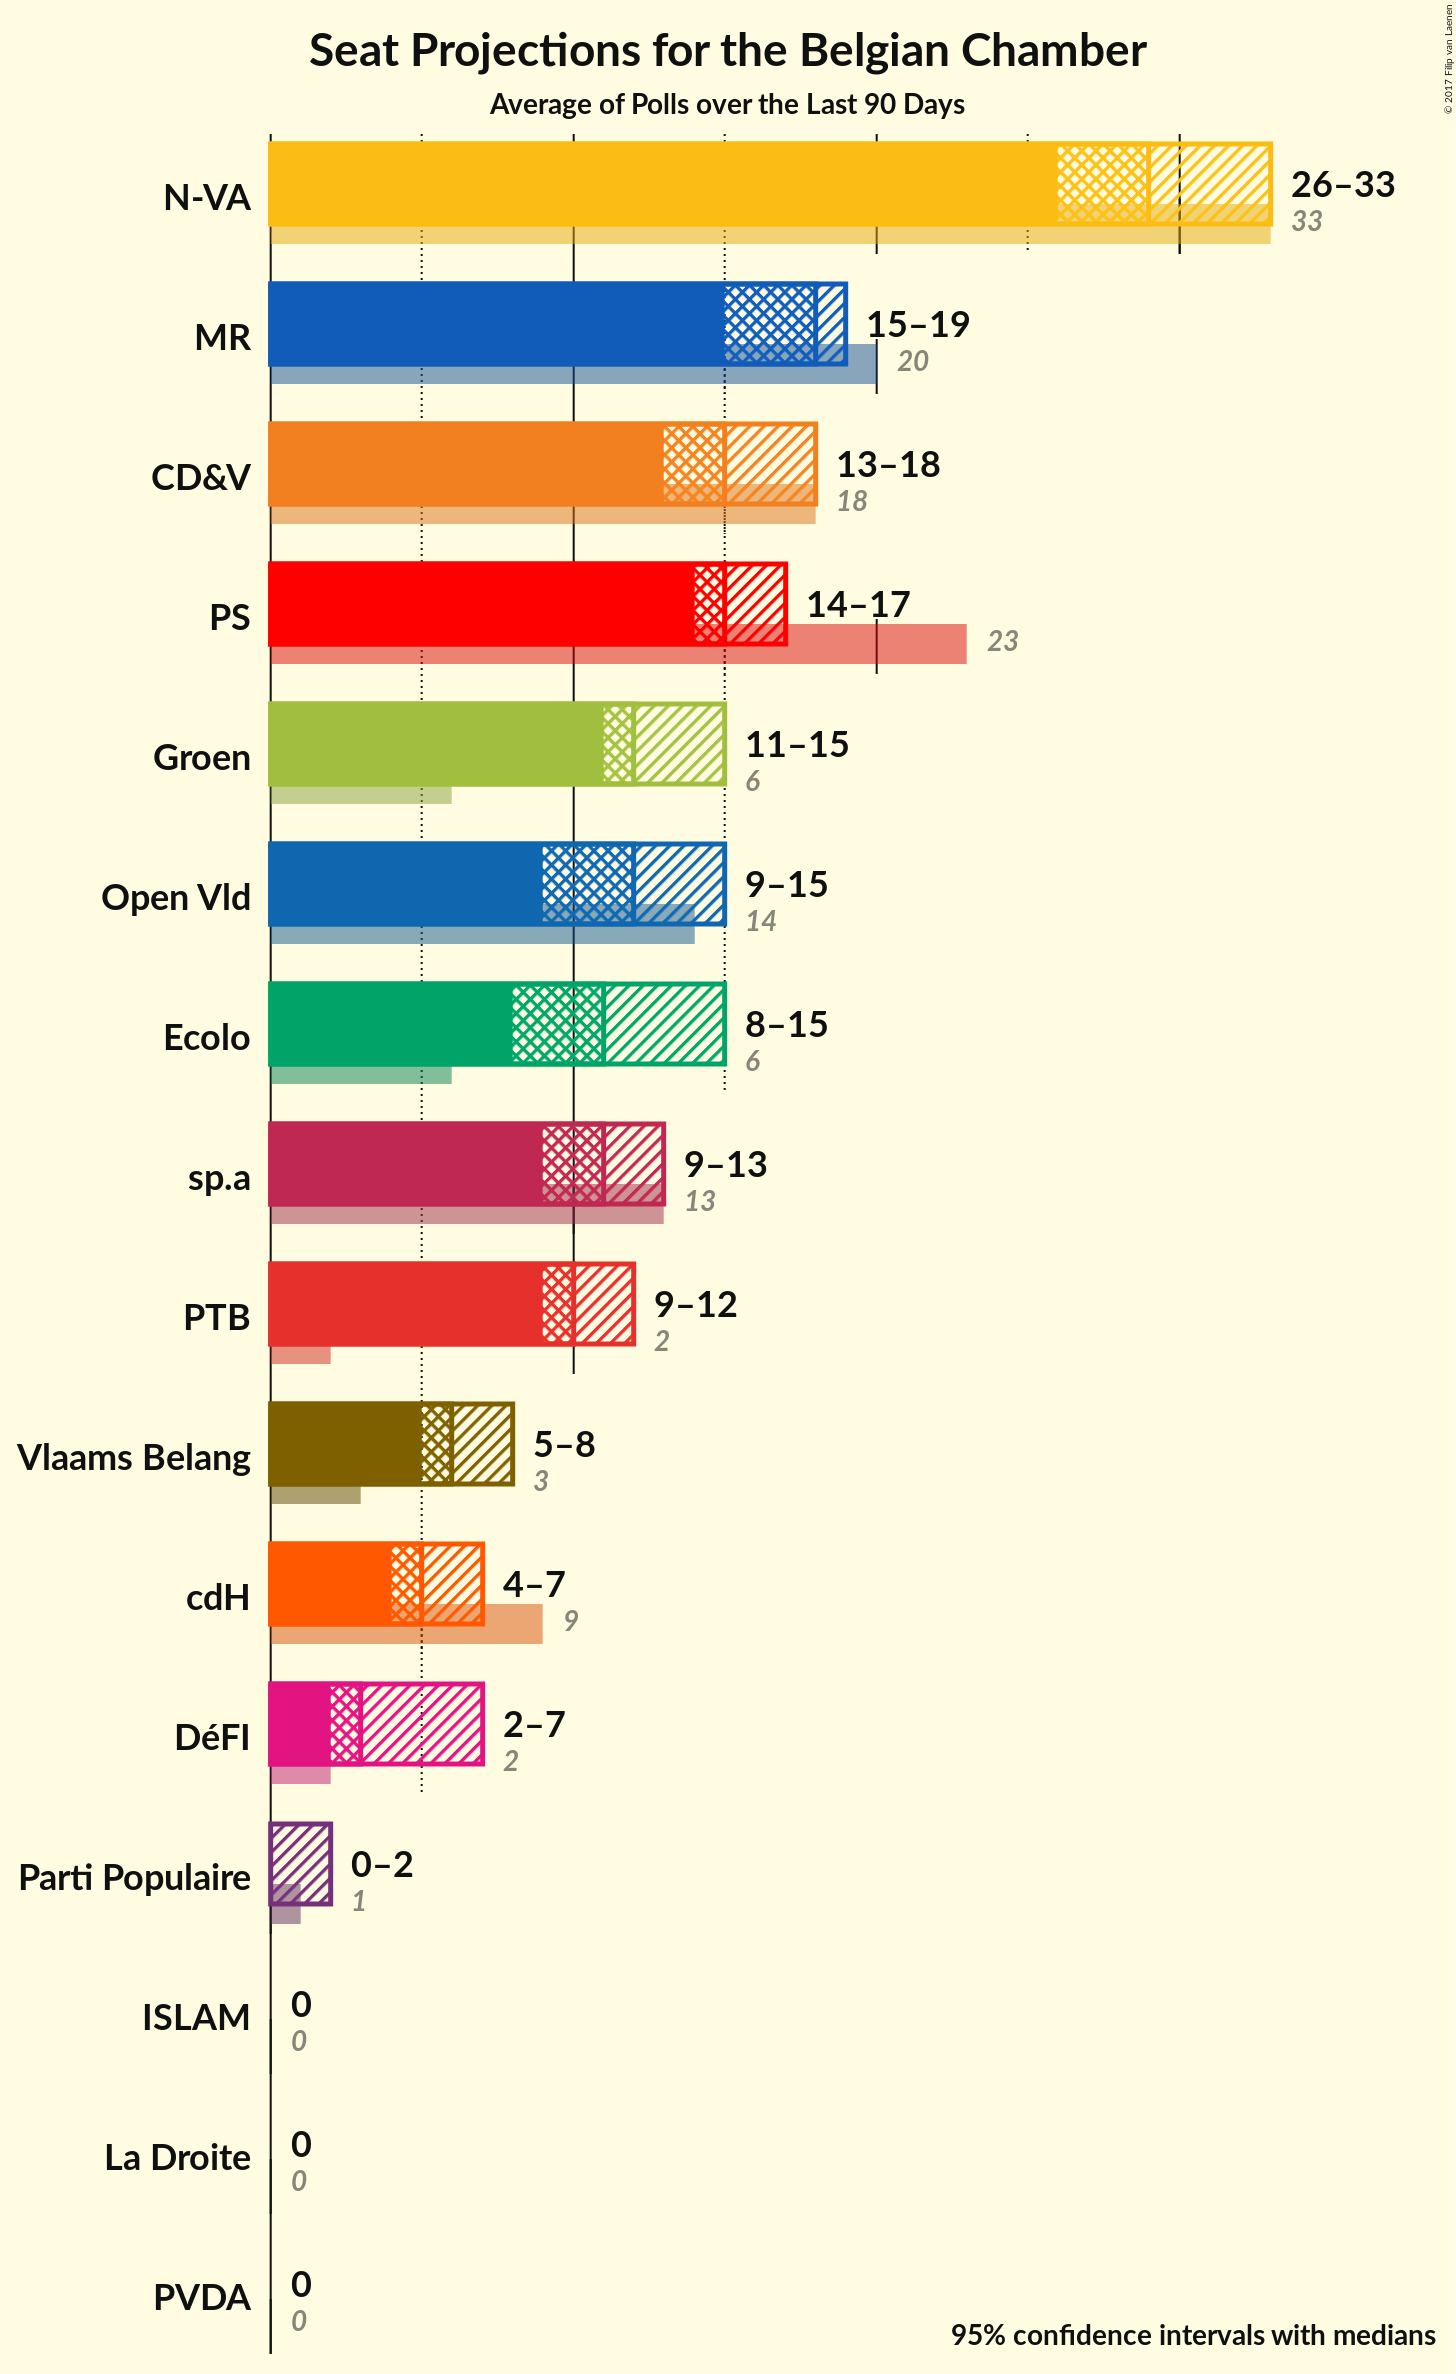 Seat Projections for the Belgian Chamber
Average of Polls over the Last 90 Days
© 2017 Filip van Laenen
N-VA
26–33
33
MR
15–19
20
CD&V
13–18
18
PS
14–17
23
Groen
11–15
6
Open Vld
9–15
14
Ecolo
8–15
6
sp.a
9–13
13
PTB
9–12
2
Vlaams Belang
5–8
3
cdH
4–7
9
DéFI
2–7
2
Parti Populaire
0–2
1
ISLAM
0
0
La Droite
0
0
PVDA
0
0
95% confidence intervals with medians